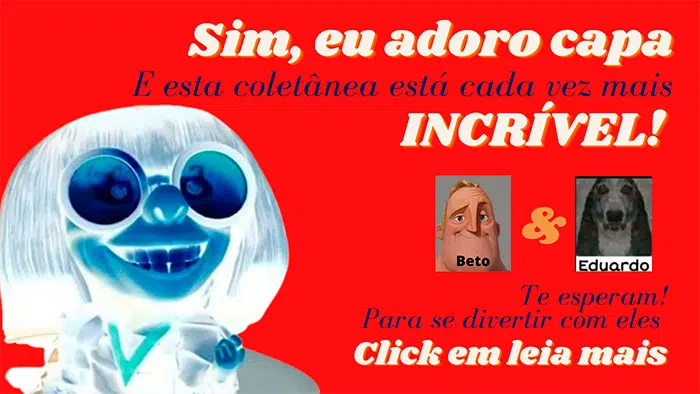 Sim, eu adoro capa
E esta coletânea está cada vez mais
INCRÍVEL!
Beto
&
Eduardo
Te esperam!
Para se divertir com eles
Click em leia mais